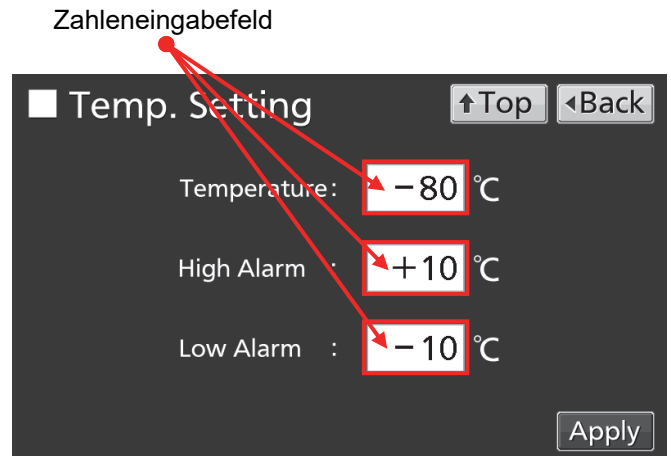 Zahleneingabefeld
Temp. Setting ↑Top ◂Back
Temperature: −80 ℃
High Alarm : +10 ℃
Low Alarm : −10 ℃
Apply